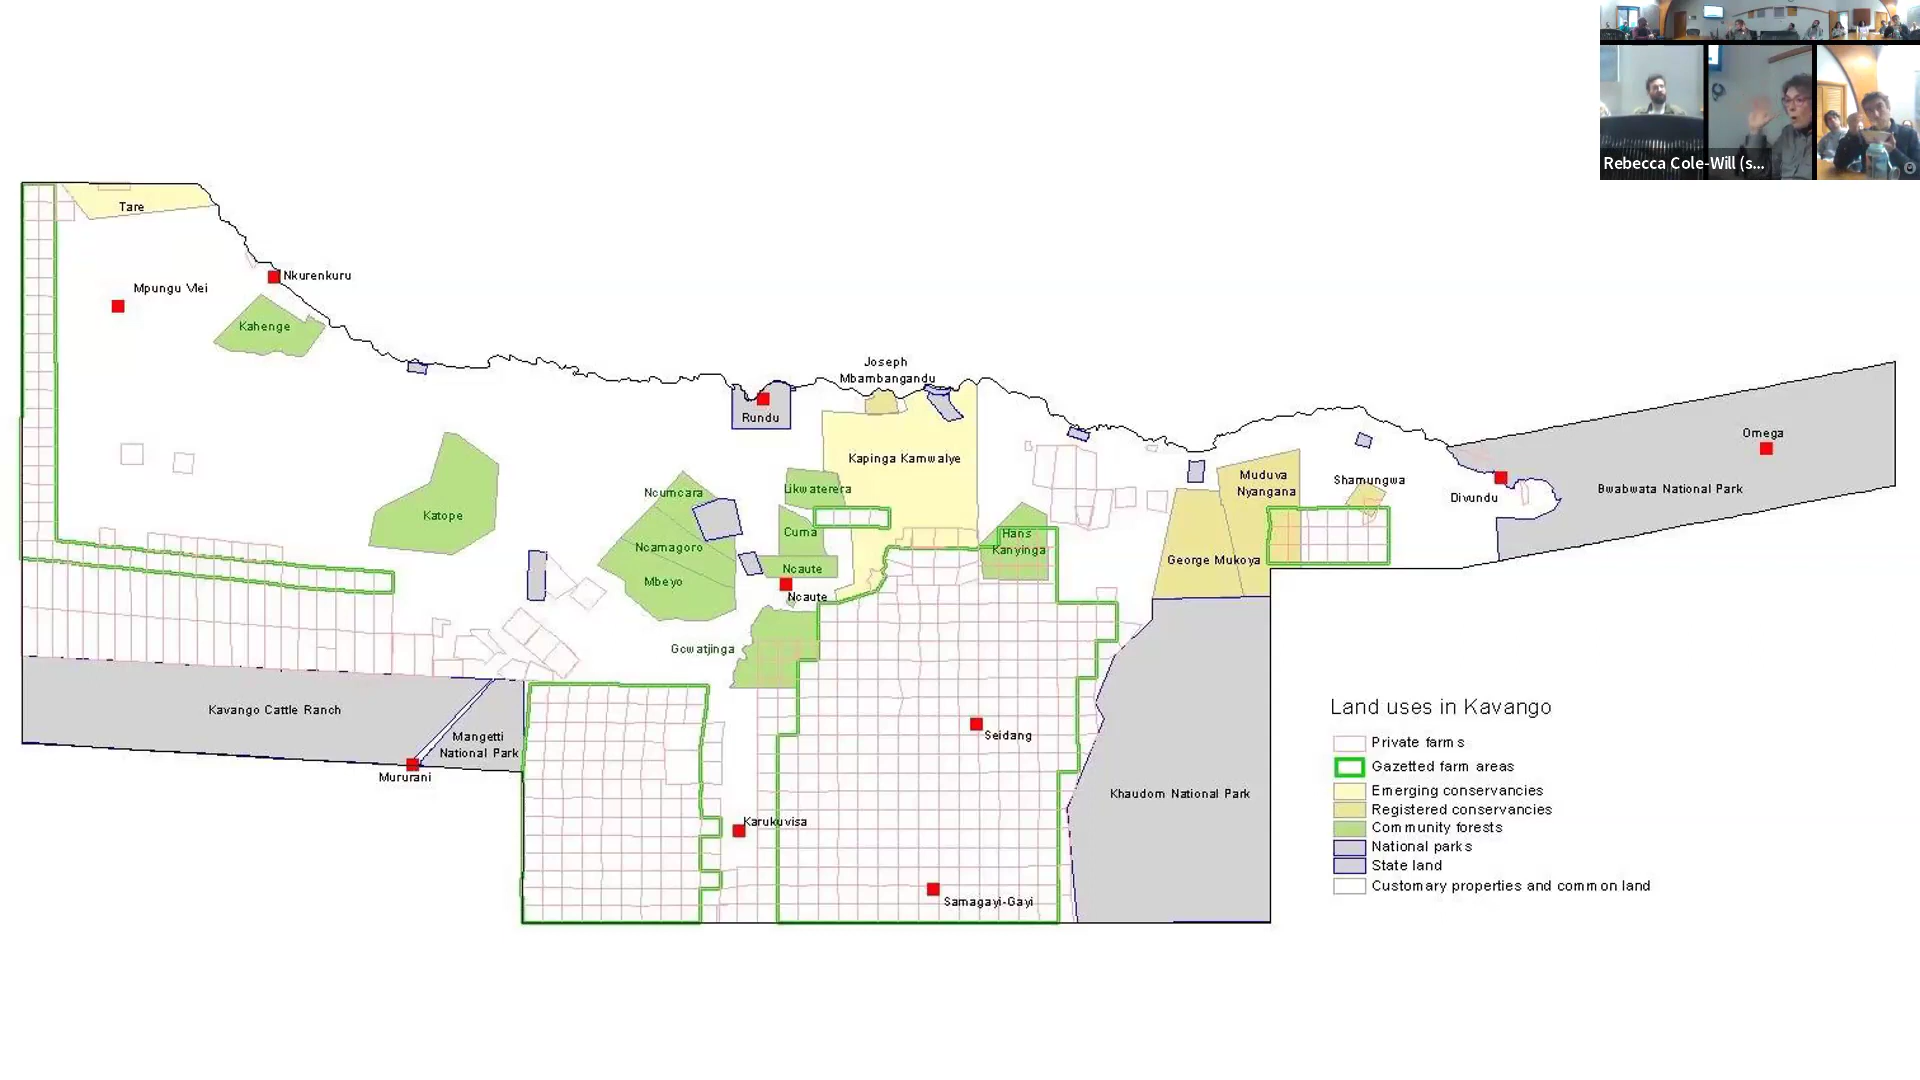 Rebecca Cole-Will (s...
Tare
Nkurenkuru
Mpungu Vlei
Kahenge
Joseph
Mbambangandu
Rundu
Omega
Kapinga Kamwalye
Muduva
Nyangana
Shamungwa
Bwabwata National Park
Divundu
Ncumcara
Likwaterera
Katope
Cuma
Hans
Kanyinga
Ncamagoro
George Mukoya
Ncaute
Mbeyo
Ncaute
Gcwatjinga
Kavango Cattle Ranch
Mangetti
National Park
Mururani
Seidang
Khaudom National Park
Karukuvisa
Samagayi-Gayi
Land uses in Kavango
Private farms
Gazetted farm areas
Emerging conservancies
Registered conservancies
Community forests
National parks
State land
Customary properties and common land